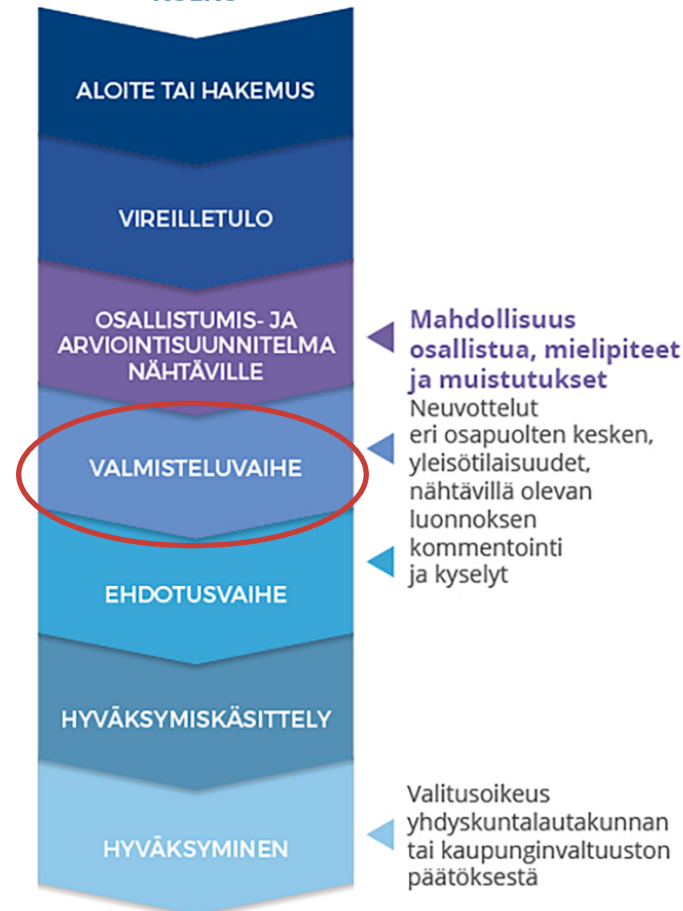 ALOITE TAI HAKEMUS
VIREILLETULO
OSALLISTUMIS- JA
ARVIOINTISUUNNITELMA
NÄHTÄVILLE
Mahdollisuus
osallistua, mielipiteet
ja muistutukset
VALMISTELUVAIHE
Neuvottelut
eri osapuolten kesken,
yleisötilaisuudet,
nähtävillä olevan
luonnoksen
kommentointi
ja kyselyt
EHDOTUSVAIHE
HYVÄKSYMISKÄSITTELY
HYVÄKSYMINEN
Valitusoikeus
yhdyskuntalautakunnan
tai kaupunginvaltuuston
päätöksestä